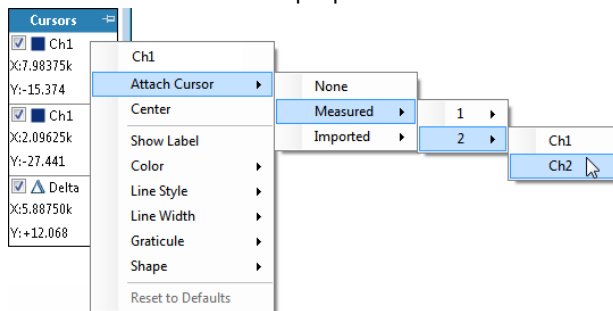 Cursors
Ch1
X:7.98375k
Y:-15.374
Ch1
X:2.09625k
Y:-27.441
Delta
X:5.88750k
Y:+12.068
Ch1
Attach Cursor
Center
Show Label
Color
Line Style
Line Width
Graticule
Shape
Reset to Defaults
None
Measured
Imported
1
2
Ch1
Ch2